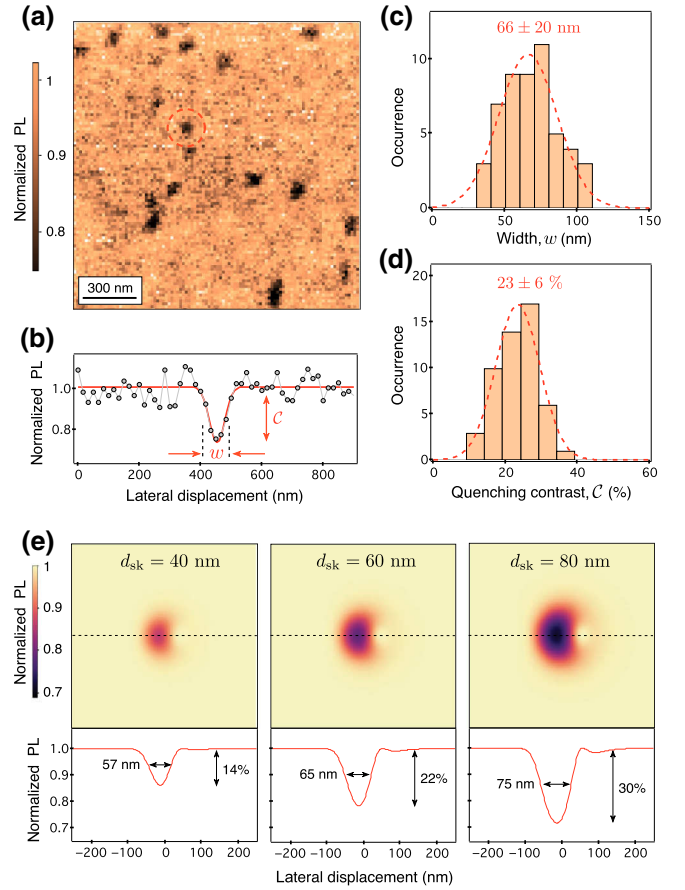 (a)
Normalized PL
1
0.9
0.8
300 nm
(b)
Normalized PL
1.0
0.8
C
w
0 200 400 600 800
Lateral displacement (nm)
(c)
66 ± 20 nm
Occurrence
10
5
0
0 50 100 150
Width, w (nm)
(d)
23 ± 6 %
Occurrence
20
15
10
5
0
0 20 40 60
Quenching contrast, C (%)
(e)
Normalized PL
1
0.9
0.8
0.7
d_sk = 40 nm
d_sk = 60 nm
d_sk = 80 nm
Normalized PL
1.0
0.9
0.8
0.7
57 nm
14%
65 nm
22%
75 nm
30%
-200 -100 0 100 200
-200 -100 0 100 200
-200 -100 0 100 200
Lateral displacement (nm)